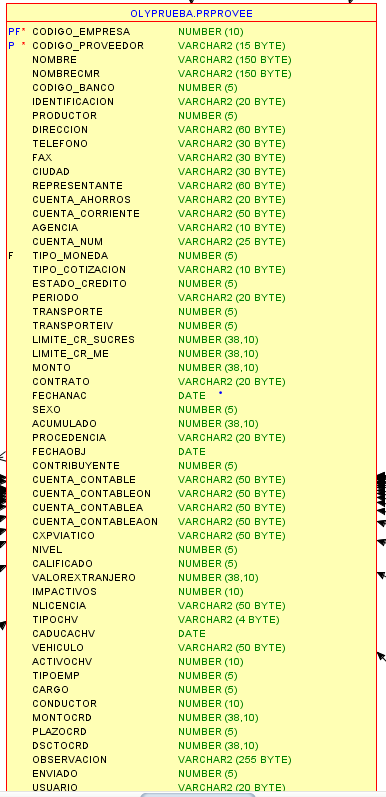 OLYPRUEBA.PRPROVEE
PF* CODIGO_EMPRESA NUMBER (10)
P * CODIGO_PROVEEDOR VARCHAR2 (15 BYTE)
NOMBRE VARCHAR2 (150 BYTE)
NOMBRECMR VARCHAR2 (150 BYTE)
CODIGO_BANCO NUMBER (5)
IDENTIFICACION VARCHAR2 (20 BYTE)
PRODUCTOR NUMBER (5)
DIRECCION VARCHAR2 (60 BYTE)
TELEFONO VARCHAR2 (30 BYTE)
FAX VARCHAR2 (30 BYTE)
CIUDAD VARCHAR2 (30 BYTE)
REPRESENTANTE VARCHAR2 (60 BYTE)
CUENTA_AHORROS VARCHAR2 (20 BYTE)
CUENTA_CORRIENTE VARCHAR2 (50 BYTE)
AGENCIA VARCHAR2 (10 BYTE)
CUENTA_NUM VARCHAR2 (25 BYTE)
F TIPO_MONEDA NUMBER (5)
TIPO_COTIZACION VARCHAR2 (10 BYTE)
ESTADO_CREDITO NUMBER (5)
PERIODO VARCHAR2 (20 BYTE)
TRANSPORTE NUMBER (5)
TRANSPORTEIV NUMBER (5)
LIMITE_CR_SUCRES NUMBER (38,10)
LIMITE_CR_ME NUMBER (38,10)
MONTO NUMBER (38,10)
CONTRATO VARCHAR2 (20 BYTE)
FECHANAC DATE
SEXO NUMBER (5)
ACUMULADO NUMBER (38,10)
PROCEDENCIA VARCHAR2 (20 BYTE)
FECHAOBJ DATE
CONTRIBUYENTE NUMBER (5)
CUENTA_CONTABLE VARCHAR2 (50 BYTE)
CUENTA_CONTABLEON VARCHAR2 (50 BYTE)
CUENTA_CONTABLEA VARCHAR2 (50 BYTE)
CUENTA_CONTABLEAON VARCHAR2 (50 BYTE)
CXPVIATICO VARCHAR2 (50 BYTE)
NIVEL NUMBER (5)
CALIFICADO NUMBER (5)
VALOREXTRANJERO NUMBER (38,10)
IMPACTIVOS NUMBER (10)
NLICENCIA VARCHAR2 (50 BYTE)
TIPOCHV VARCHAR2 (4 BYTE)
CADUCACHV DATE
VEHICULO VARCHAR2 (50 BYTE)
ACTIVOCHV NUMBER (10)
TIPOEMP NUMBER (5)
CARGO NUMBER (5)
CONDUCTOR NUMBER (10)
MONTOCRD NUMBER (38,10)
PLAZOCRD NUMBER (5)
DSCTOCRD NUMBER (38,10)
OBSERVACION VARCHAR2 (255 BYTE)
ENVIADO NUMBER (5)
USUARIO VARCHAR2 (20 BYTE)